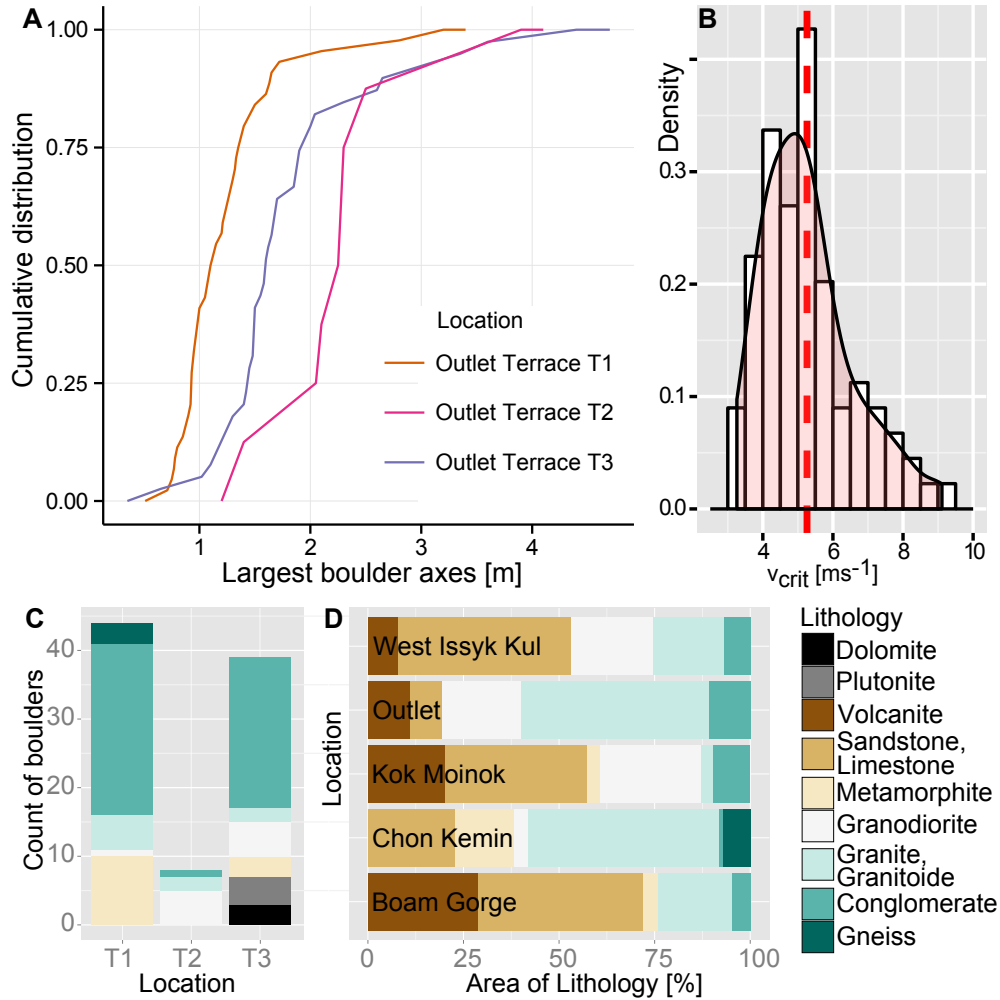 A
Cumulative distribution
1.00
0.75
0.50
0.25
0.00
1
2
3
4
Largest boulder axes [m]
Location
Outlet Terrace T1
Outlet Terrace T2
Outlet Terrace T3
B
Density
0.3
0.2
0.1
0.0
4
6
8
10
vcrit [ms-1]
C
Count of boulders
40
30
20
10
0
T1
T2
T3
Location
D
Location
West Issyk Kul
Outlet
Kok Moinok
Chon Kemin
Boam Gorge
0
25
50
75
100
Area of Lithology [%]
Lithology
Dolomite
Plutonite
Volcanite
Sandstone,
Limestone
Metamorphite
Granodiorite
Granite,
Granitoide
Conglomerate
Gneiss